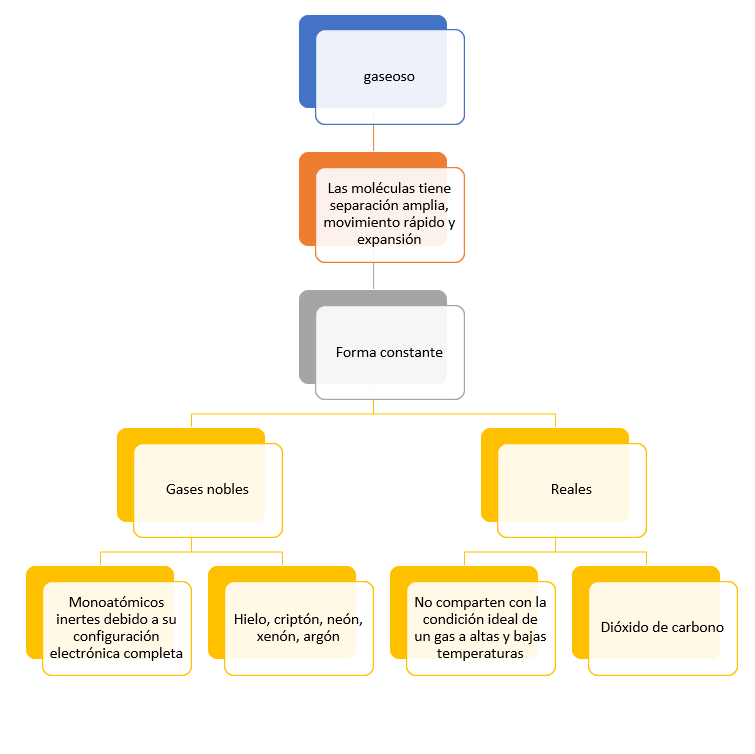 gaseoso
Las moléculas tiene
separación amplia,
movimiento rápido y
expansión
Forma constante
Gases nobles
Reales
Monoatómicos
inertes debido a su
configuración
electrónica completa
Hielo, criptón, neón,
xenón, argón
No comparten con la
condición ideal de
un gas a altas y bajas
temperaturas
Dióxido de carbono